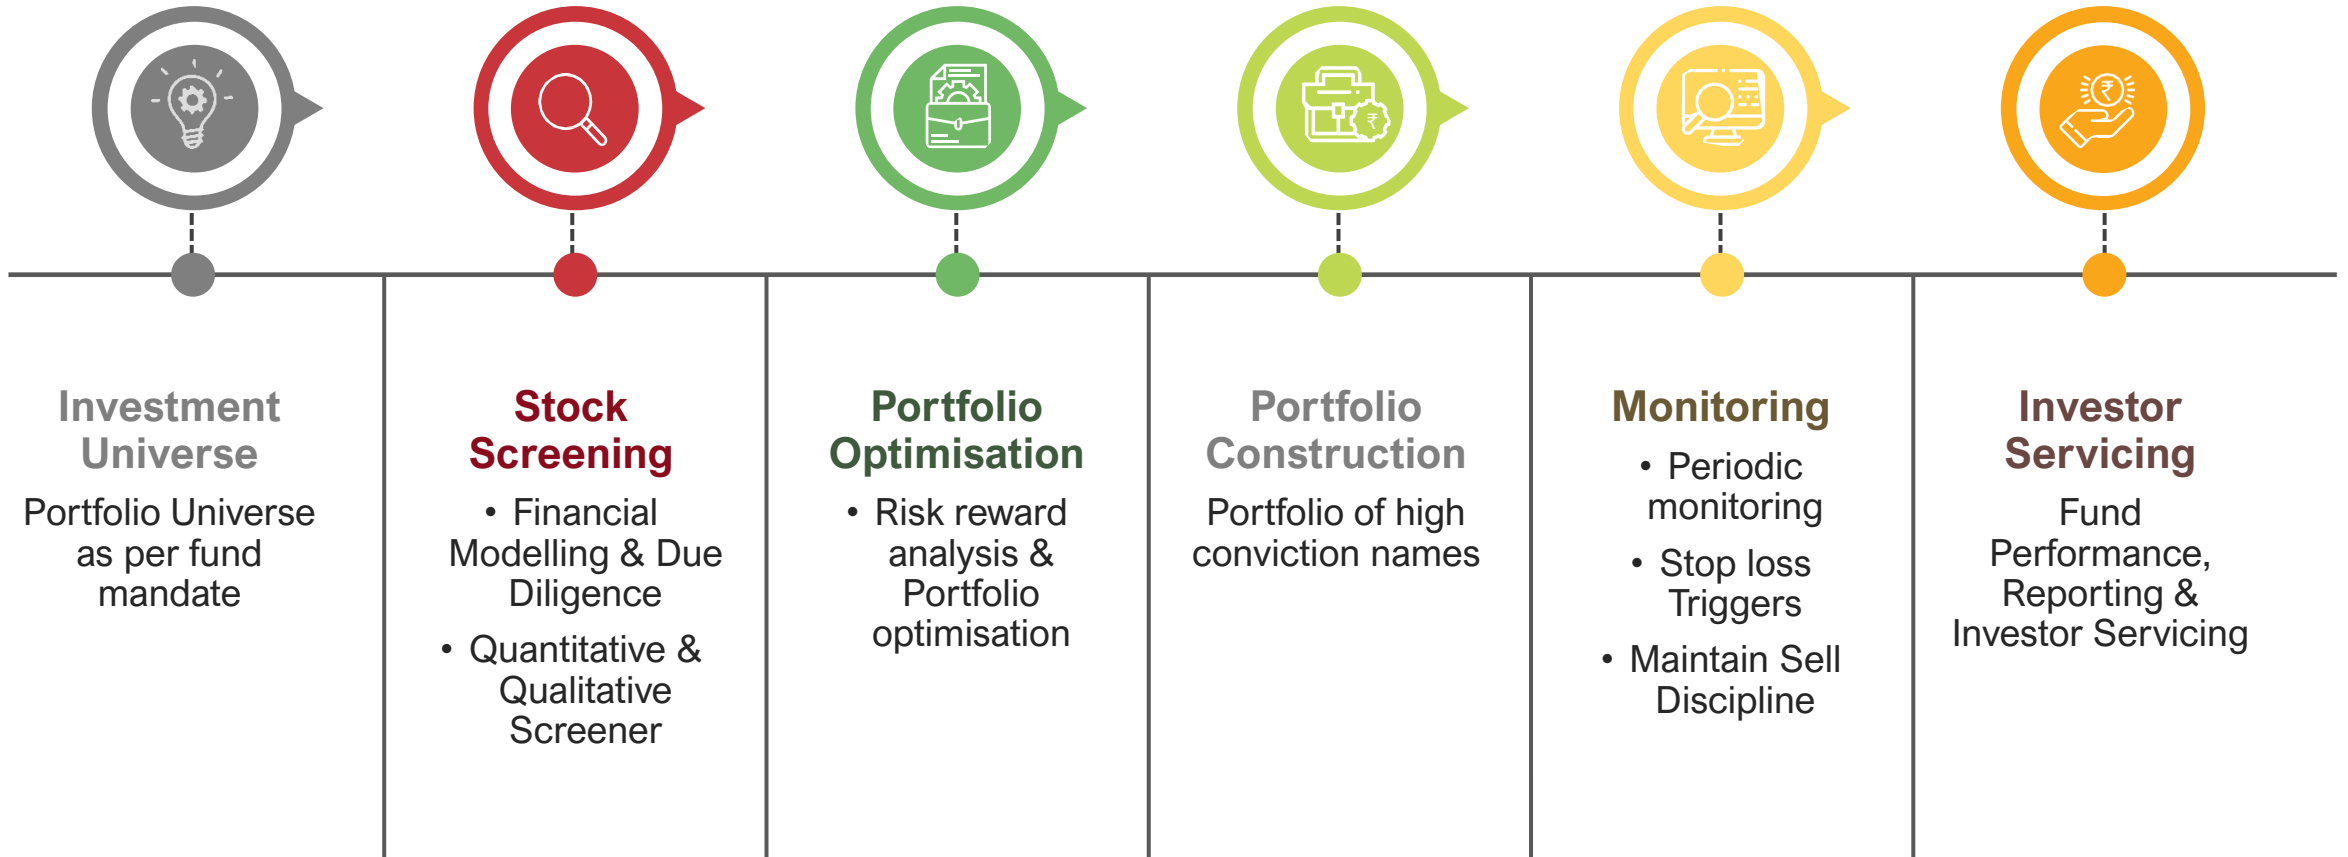 ₹
₹
Investment
Universe
Portfolio Universe
as per fund
mandate
Stock
Screening
• Financial
Modelling & Due
Diligence
• Quantitative &
Qualitative
Screener
Portfolio
Optimisation
• Risk reward
analysis &
Portfolio
optimisation
Portfolio
Construction
Portfolio of high
conviction names
Monitoring
• Periodic
monitoring
• Stop loss
Triggers
• Maintain Sell
Discipline
Investor
Servicing
Fund
Performance,
Reporting &
Investor Servicing